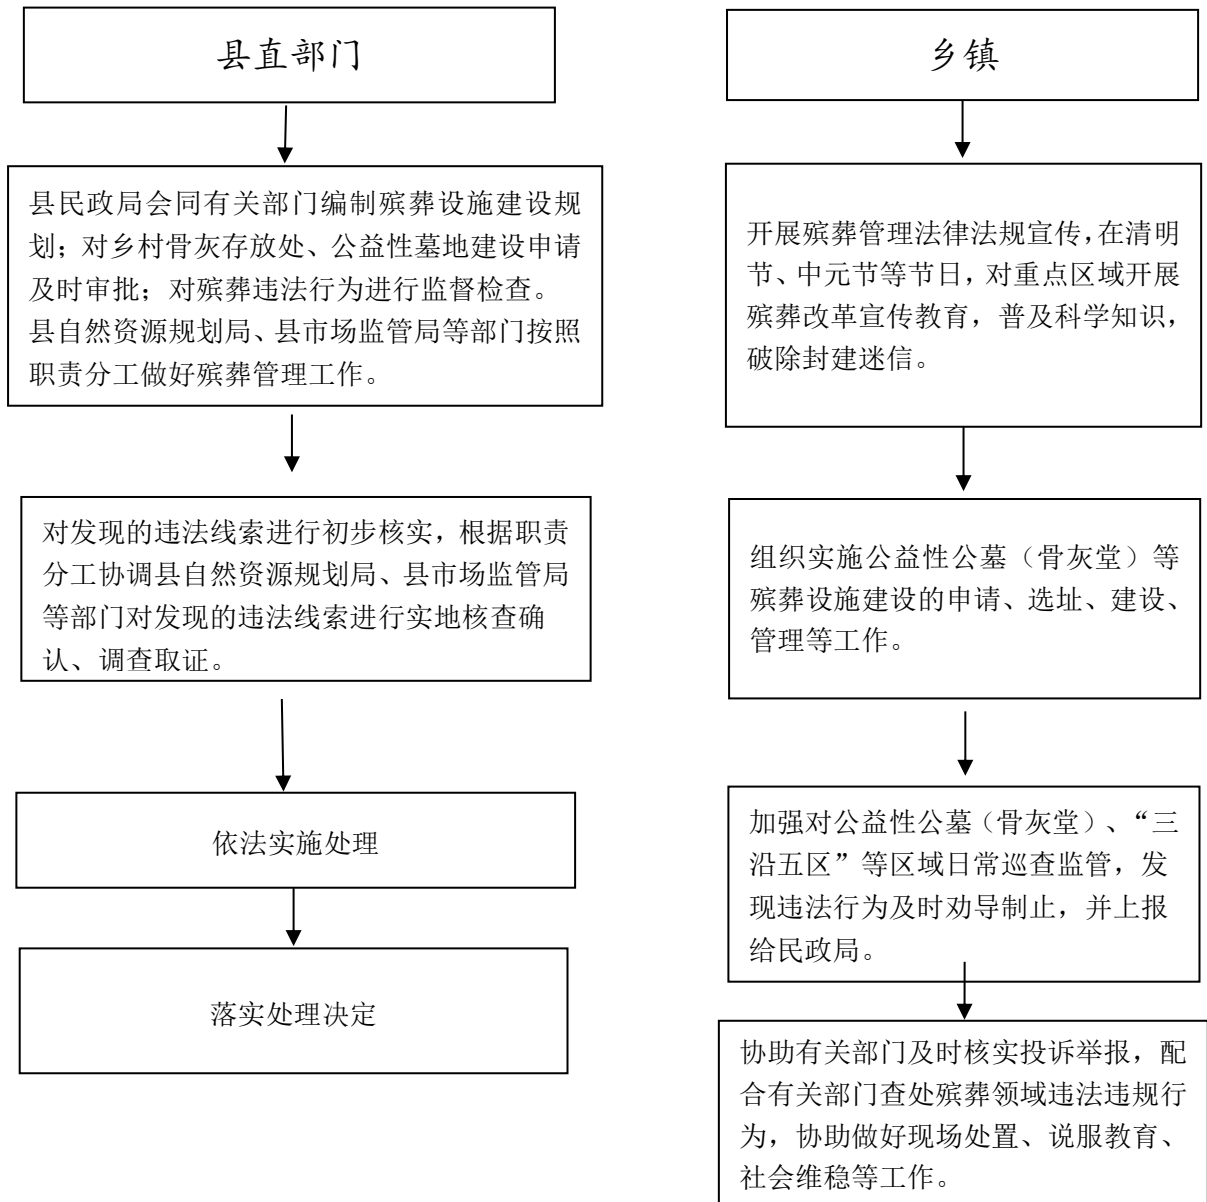 县直部门
县民政局会同有关部门编制殡葬设施建设规
划；对乡村骨灰存放处、公益性墓地建设申请
及时审批；对殡葬违法行为进行监督检查。
县自然资源规划局、县市场监管局等部门按照
职责分工做好殡葬管理工作。
对发现的违法线索进行初步核实，根据职责
分工协调县自然资源规划局、县市场监管局
等部门对发现的违法线索进行实地核查确
认、调查取证。
依法实施处理
落实处理决定
乡镇
开展殡葬管理法律法规宣传，在清明
节、中元节等节日，对重点区域开展
殡葬改革宣传教育，普及科学知识，
破除封建迷信。
组织实施公益性公墓（骨灰堂）等
殡葬设施建设的申请、选址、建设、
管理等工作。
加强对公益性公墓（骨灰堂）、“三
沿五区”等区域日常巡查监管，发
现违法行为及时劝导制止，并上报
给民政局。
协助有关部门及时核实投诉举报，配
合有关部门查处殡葬领域违法违规行
为，协助做好现场处置、说服教育、
社会维稳等工作。